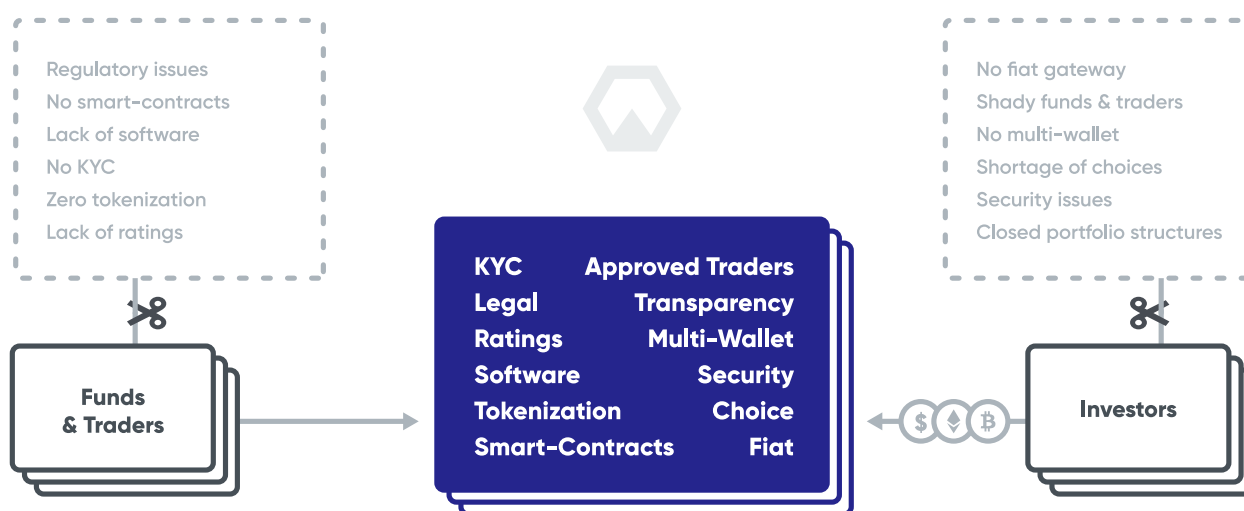 Regulatory issues
No smart-contracts
Lack of software
No KYC
Zero tokenization
Lack of ratings
No fiat gateway
Shady funds & traders
No multi-wallet
Shortage of choices
Security issues
Closed portfolio structures
KYC Approved Traders
Legal Transparency
Ratings Multi-Wallet
Software Security
Tokenization Choice
Smart-Contracts Fiat
Funds
& Traders
$
Investors